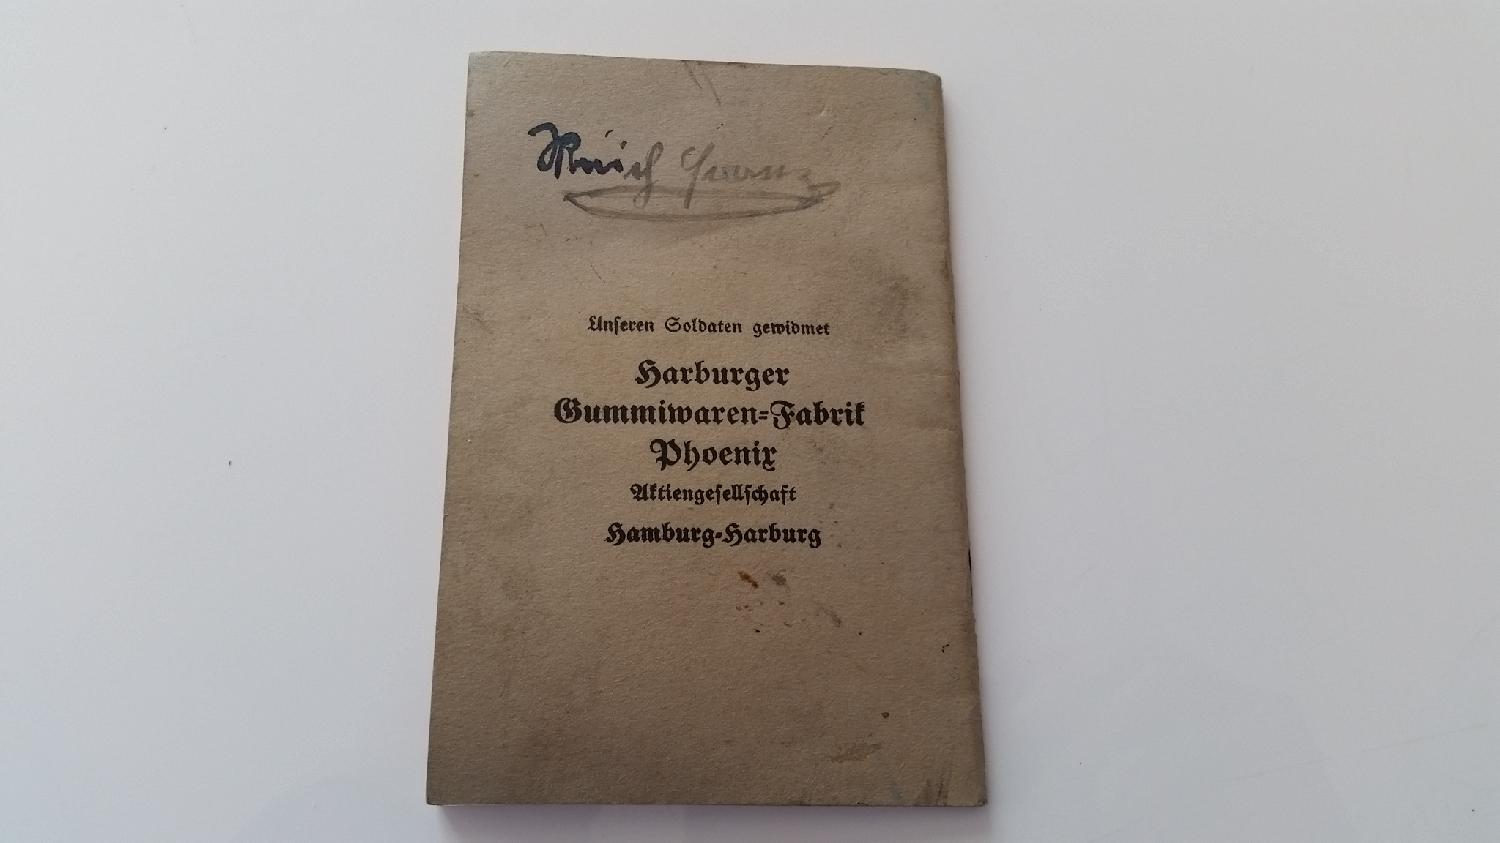 Unseren Soldaten gewidmet
Harburger
Gummiwaren=Fabrik
Phoenix
Aktiengesellschaft
Hamburg-Harburg